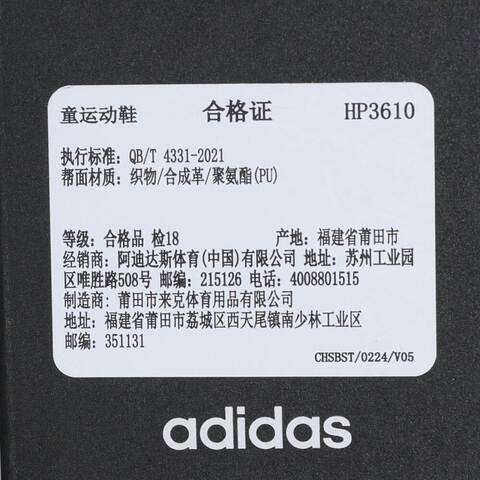 童运动鞋 合格证 HP3610
执行标准: QB/T 4331-2021
帮面材质: 织物/合成革/聚氨酯(PU)
等级: 合格品 检18 产地: 福建省莆田市
经销商: 阿迪达斯体育(中国)有限公司 地址: 苏州工业园
区唯胜路508号 邮编: 215126 电话: 4008801515
制造商: 莆田市来克体育用品有限公司
地址: 福建省莆田市荔城区西天尾镇南少林工业区
邮编: 351131
CHSBST/0224/V05
adidas